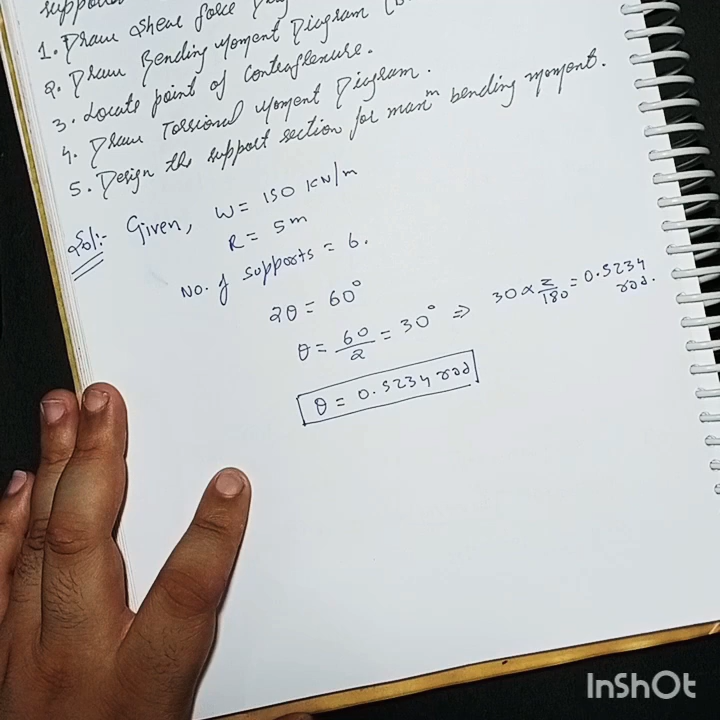 suppo
1. Draw Shear force D
2. Draw Bending Moment Diagram (B
3. Locate point of Contraflexure.
4. Draw Torsional Moment Diagram.
5. Design the support section for maxᵐ bending moment.
Sol:- Given, W = 150 KN/m
R = 5m
No. of supports = 6.
2θ = 60°
θ = 60/2 = 30° ⇒ 30 × π/180 = 0.5234 rad.
θ = 0.5234 rad
InShOt